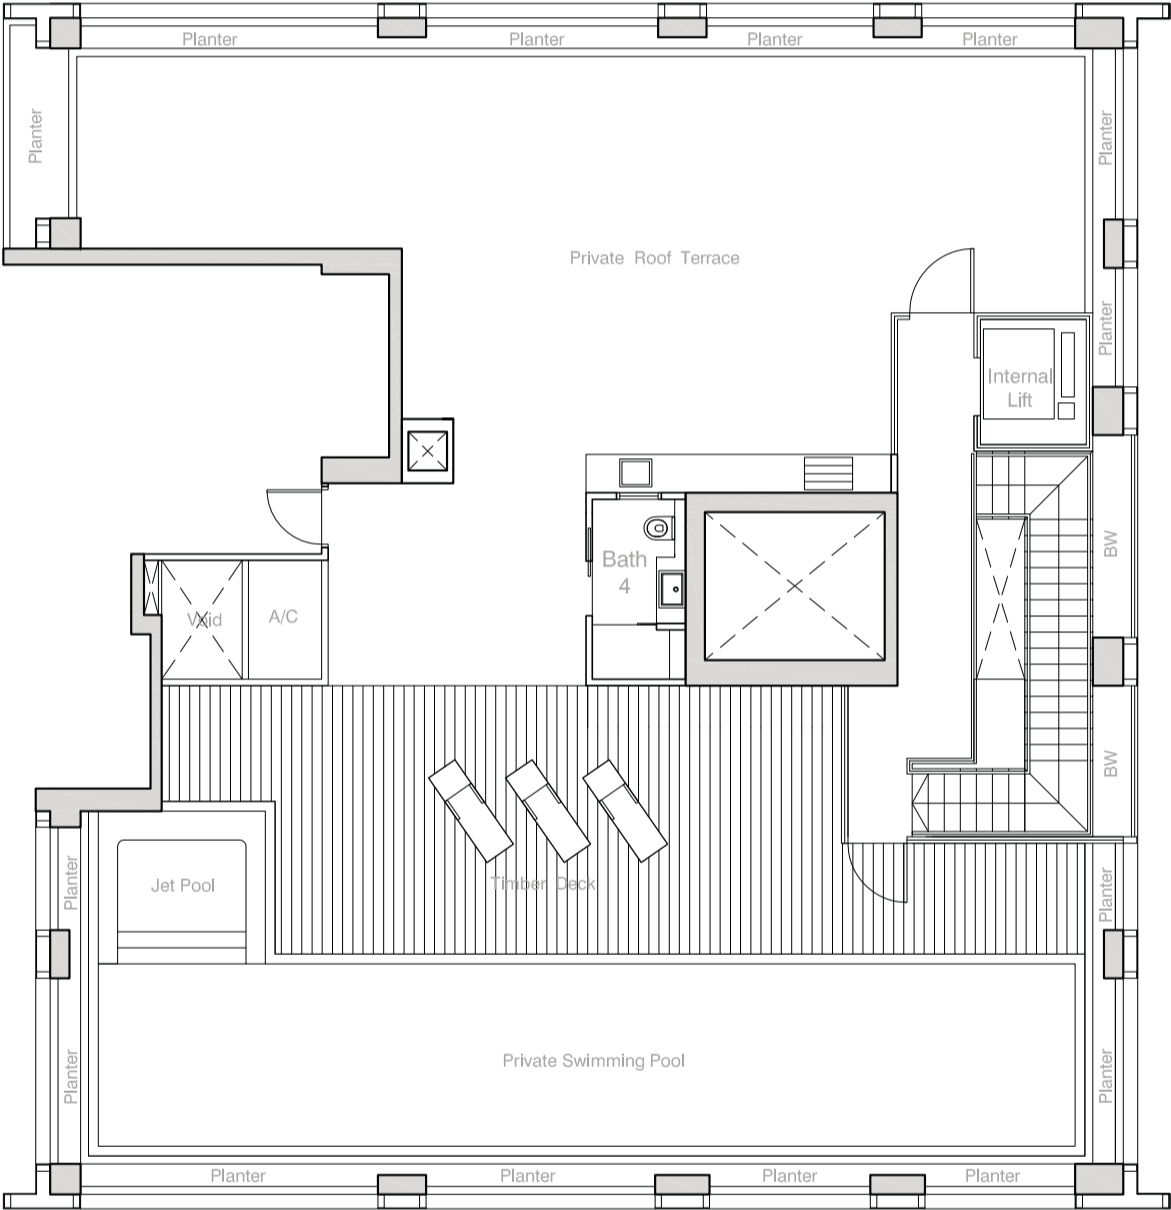 Planter
Planter
Planter
Planter
Planter
Planter
Private Roof Terrace
Planter
Internal
Lift
Bath
4
BW
Void
A/C
BW
Planter
Jet Pool
Timber Deck
Planter
Private Swimming Pool
Planter
Planter
Planter
Planter
Planter
Planter